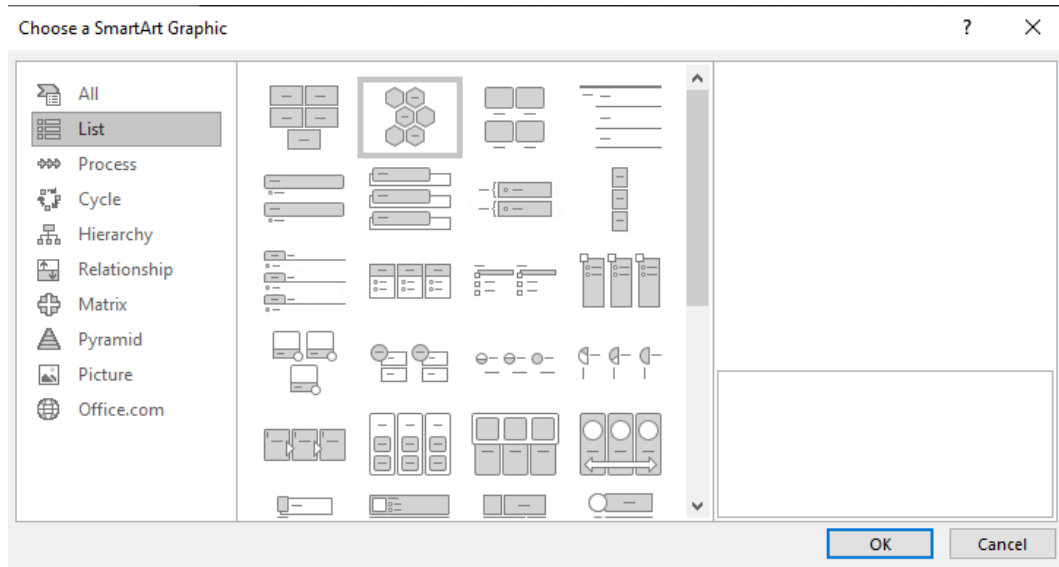 Choose a SmartArt Graphic
?
All
List
Process
Cycle
Hierarchy
Relationship
Matrix
Pyramid
Picture
Office.com
OK
Cancel